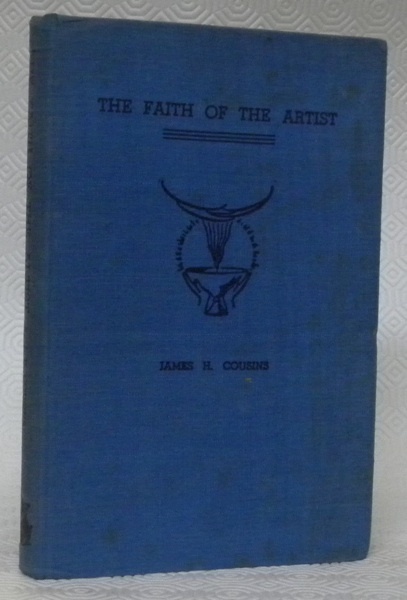 THE FAITH OF THE ARTIST
JAMES H. COUSINS